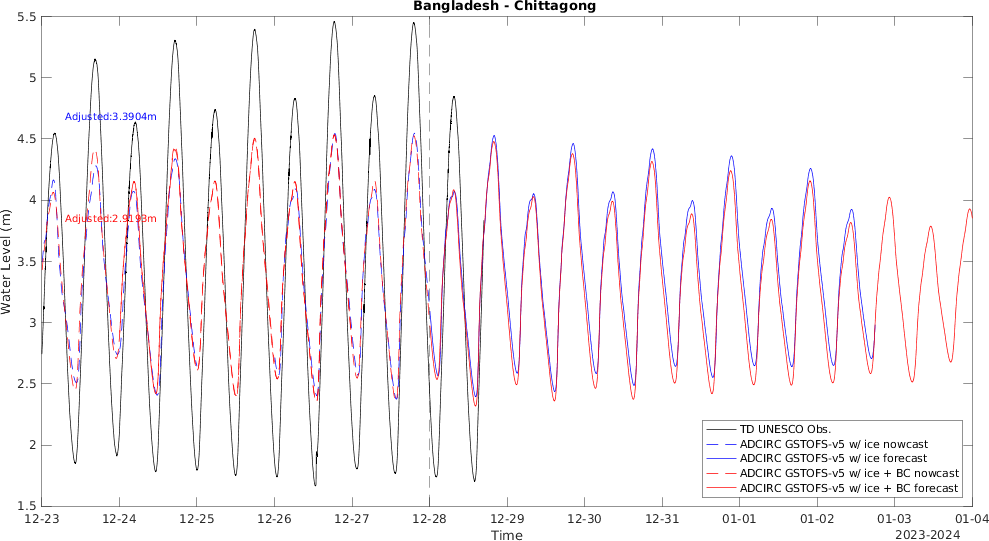 Bangladesh - Chittagong
5.5
5
4.5
4
3.5
3
2.5
2
1.5
Water Level (m)
Adjusted:3.3904m
Adjusted:2.9193m
TD UNESCO Obs.
ADCIRC GSTOFS-v5 w/ ice nowcast
ADCIRC GSTOFS-v5 w/ ice forecast
ADCIRC GSTOFS-v5 w/ ice + BC nowcast
ADCIRC GSTOFS-v5 w/ ice + BC forecast
12-23 12-24 12-25 12-26 12-27 12-28 12-29 12-30 12-31 01-01 01-02 01-03 01-04
Time
2023-2024